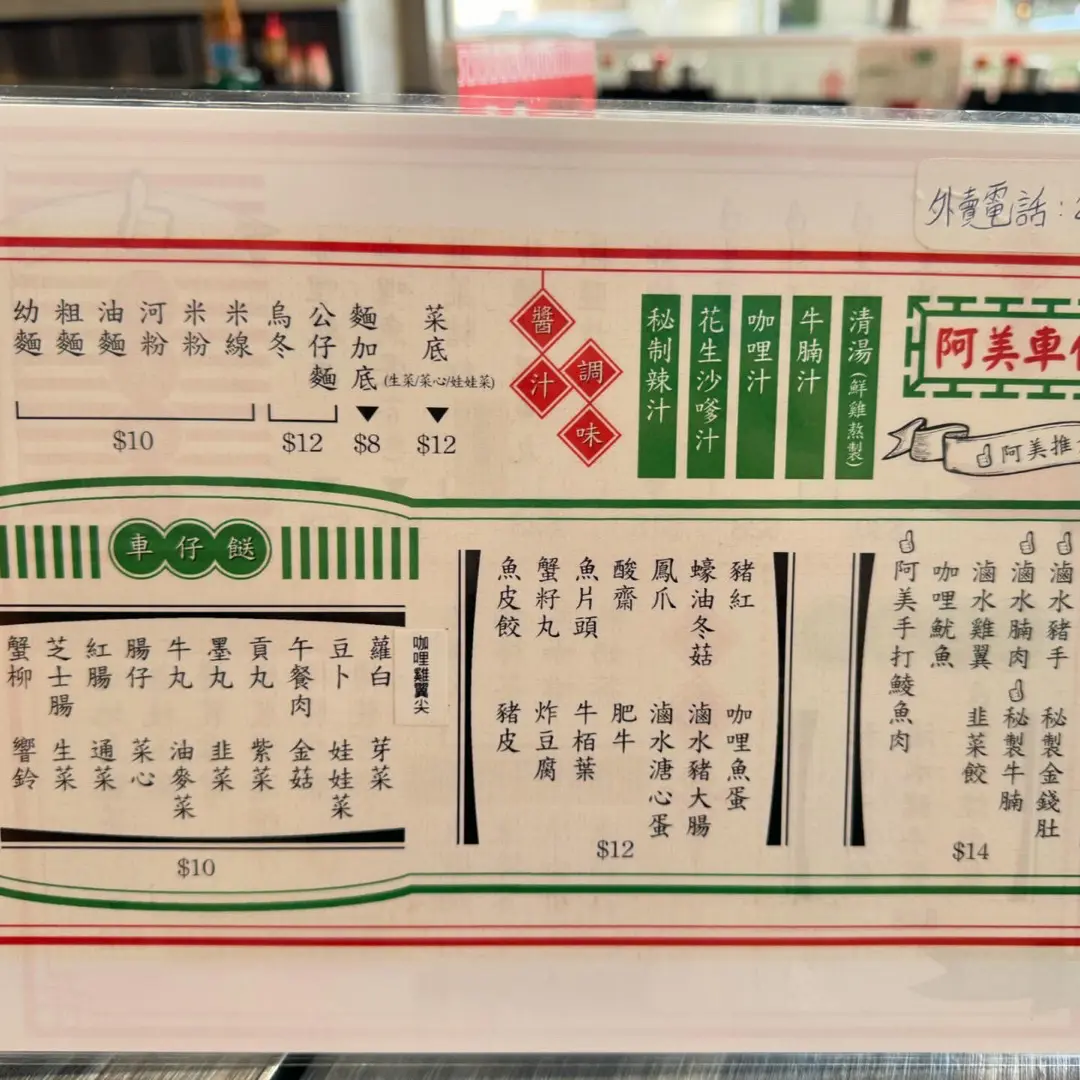 外賣電話：
阿美車
阿美推
清湯(鮮雞熬製)
牛腩汁
咖哩汁
花生沙嗲汁
秘制辣汁
調味
醬汁
菜底
(生菜/菜心/娃娃菜)
$12
麵加底
$8
公仔麵
烏冬
$12
米線
米粉
河粉
油麵
粗麵
幼麵
$10
滷水豬手
滷水腩肉
滷水雞翼
咖哩魷魚
阿美手打鯪魚肉
秘製金錢肚
秘製牛腩
韭菜餃
$14
豬紅
蠔油冬菇
鳳爪
酸齋
魚片頭
蟹籽丸
魚皮餃
咖哩魚蛋
滷水豬大腸
滷水溏心蛋
肥牛
牛栢葉
炸豆腐
豬皮
$12
車仔餸
咖哩雞翼尖
蘿白
豆卜
午餐肉
貢丸
墨丸
牛丸
腸仔
紅腸
芝士腸
蟹柳
芽菜
娃娃菜
金菇
紫菜
韭菜
油麥菜
菜心
通菜
生菜
響鈴
$10